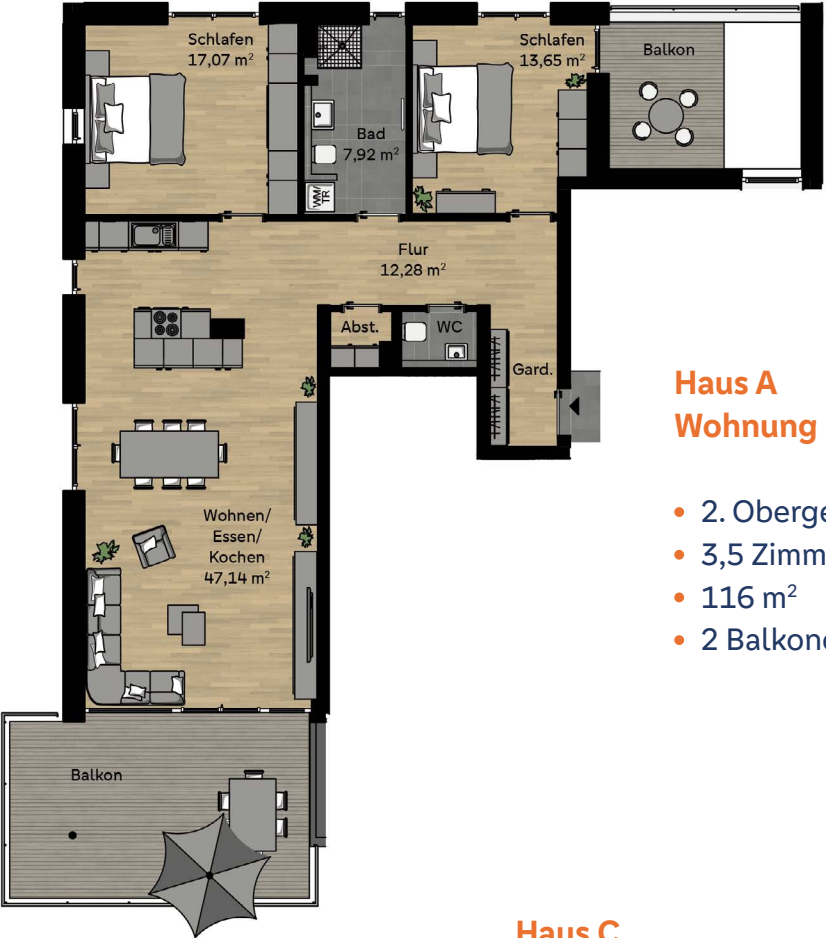 Schlafen
17,07 m²
Schlafen
13,65 m²
Balkon
Bad
7,92 m²
WM/
TR
Flur
12,28 m²
Abst.
WC
Gard.
Haus A
Wohnung
• 2. Oberge
• 3,5 Zimm
• 116 m²
• 2 Balkon
Wohnen/
Essen/
Kochen
47,14 m²
Balkon
Haus C